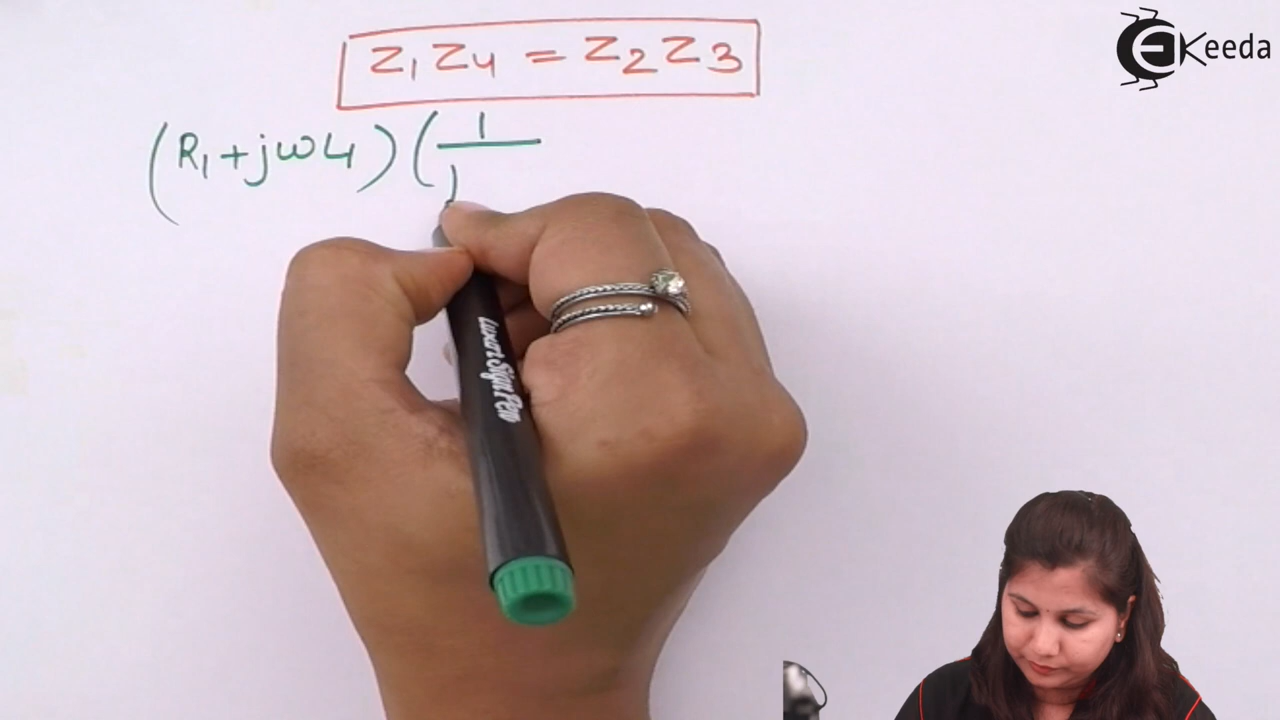 Z₁Z₄ = Z₂Z₃
Keeda
(R₁+jωL₁)(1/j
Luxor Sign Pen